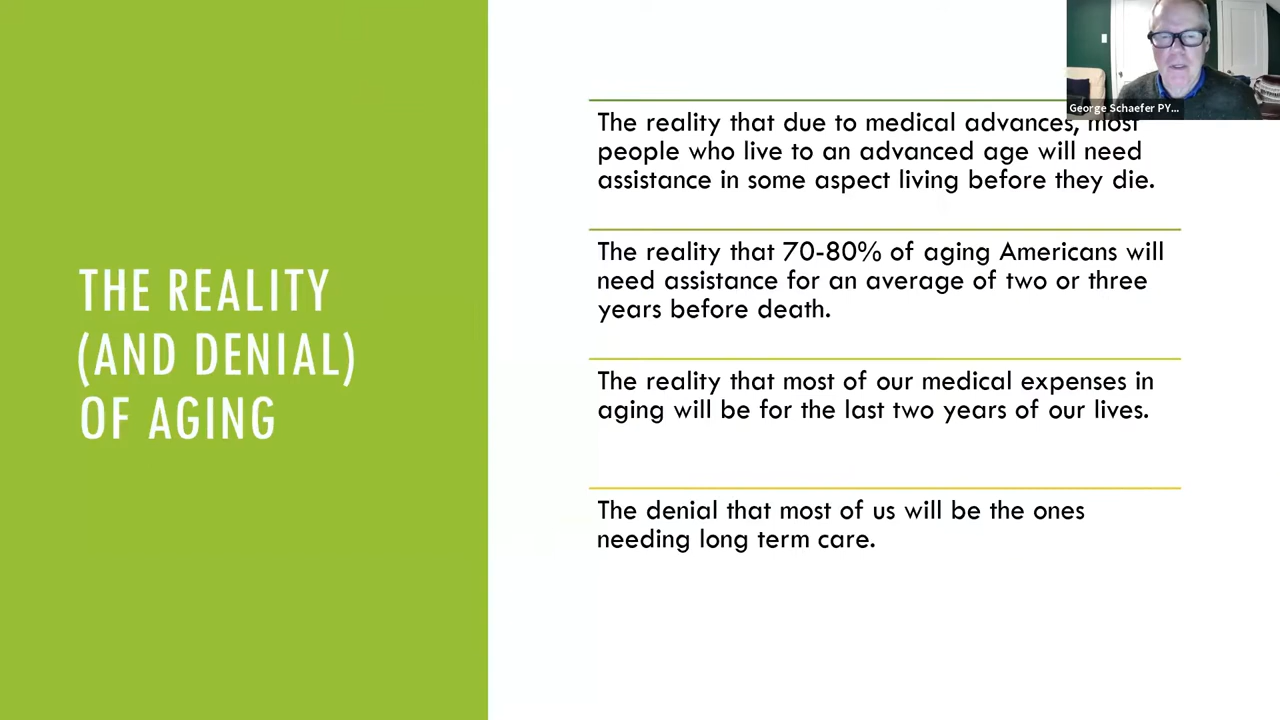 George Schaefer PY...
THE REALITY
(AND DENIAL)
OF AGING
The reality that due to medical advances, most
people who live to an advanced age will need
assistance in some aspect living before they die.
The reality that 70-80% of aging Americans will
need assistance for an average of two or three
years before death.
The reality that most of our medical expenses in
aging will be for the last two years of our lives.
The denial that most of us will be the ones
needing long term care.